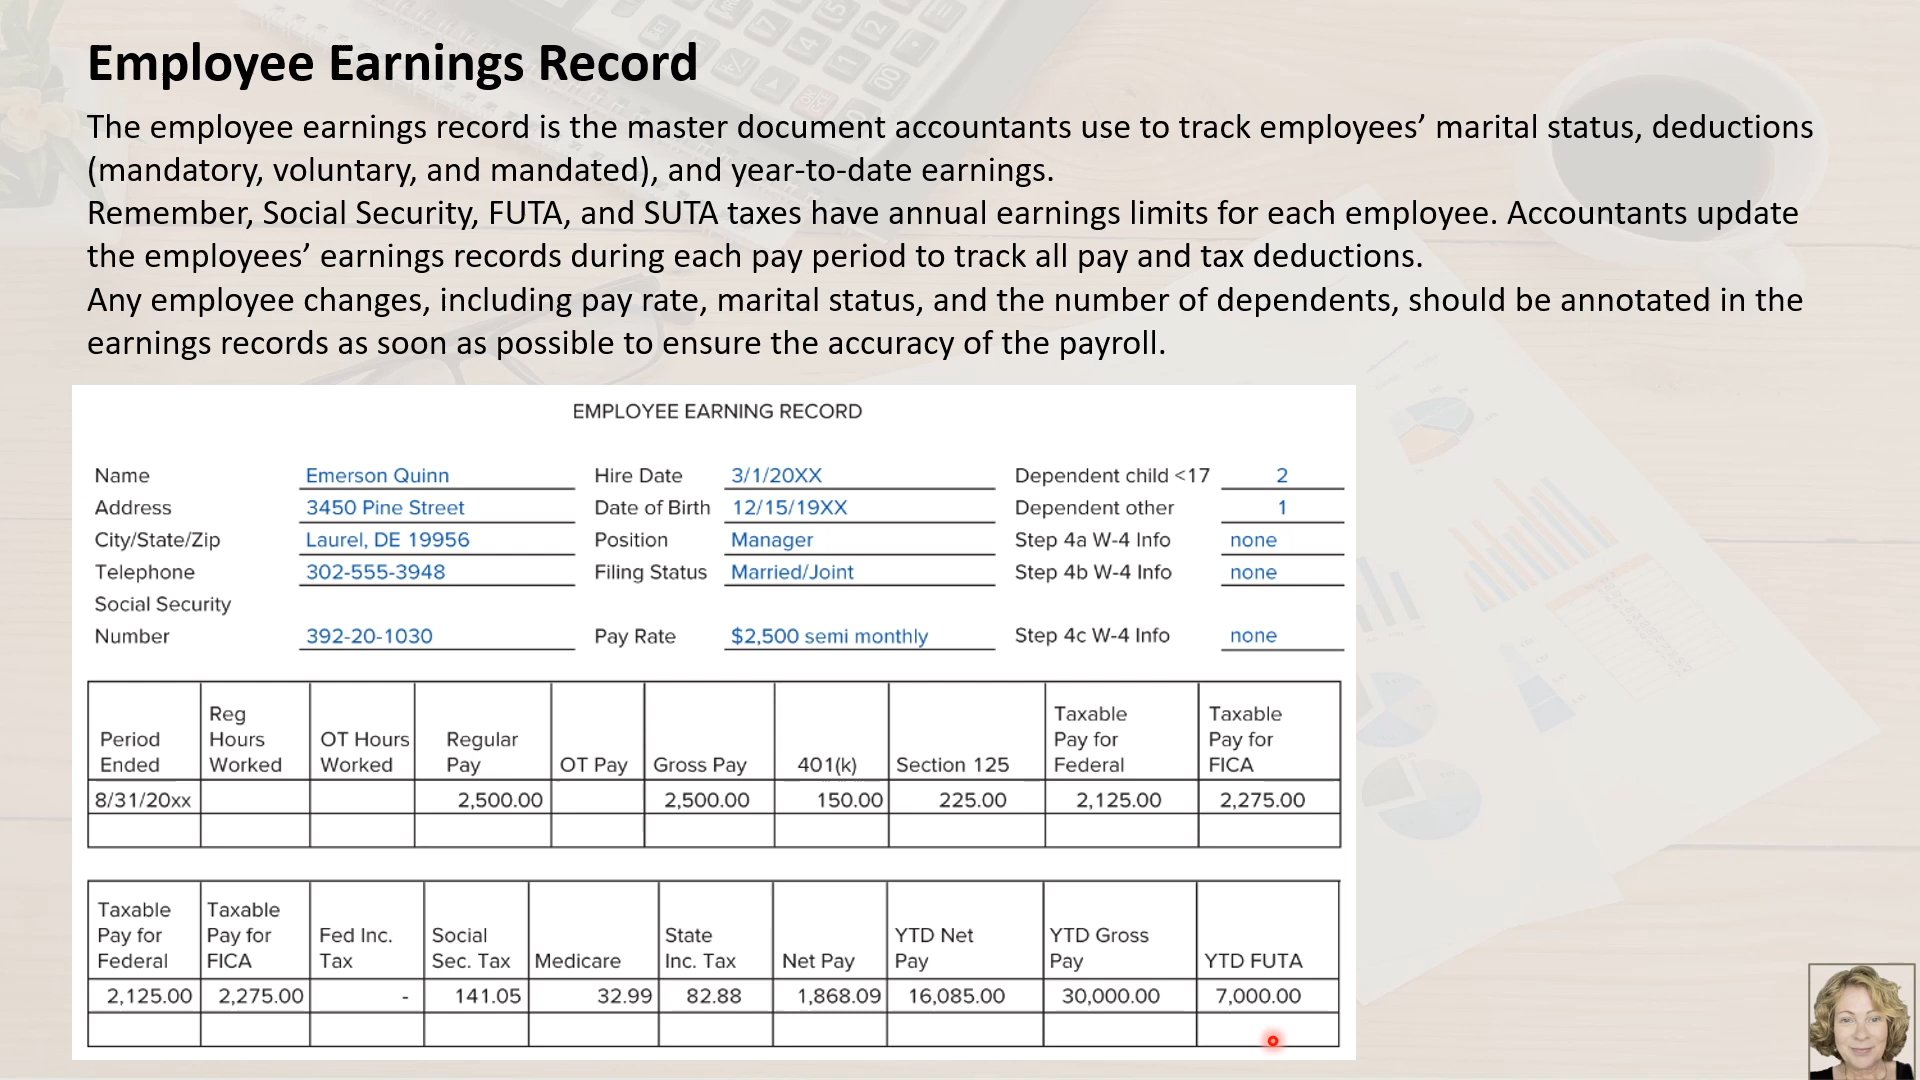 Employee Earnings Record
The employee earnings record is the master document accountants use to track employees’ marital status, deductions
(mandatory, voluntary, and mandated), and year-to-date earnings.
Remember, Social Security, FUTA, and SUTA taxes have annual earnings limits for each employee. Accountants update
the employees’ earnings records during each pay period to track all pay and tax deductions.
Any employee changes, including pay rate, marital status, and the number of dependents, should be annotated in the
earnings records as soon as possible to ensure the accuracy of the payroll.
EMPLOYEE EARNING RECORD
Name Emerson Quinn Hire Date 3/1/20XX Dependent child <17 2
Address 3450 Pine Street Date of Birth 12/15/19XX Dependent other 1
City/State/Zip Laurel, DE 19956 Position Manager Step 4a W-4 Info none
Telephone 302-555-3948 Filing Status Married/Joint Step 4b W-4 Info none
Social Security
Number 392-20-1030 Pay Rate $2,500 semi monthly Step 4c W-4 Info none
Reg Taxable Taxable
Period Hours OT Hours Regular Pay for Pay for
Ended Worked Worked Pay OT Pay Gross Pay 401(k) Section 125 Federal FICA
8/31/20xx 2,500.00 2,500.00 150.00 225.00 2,125.00 2,275.00
Taxable Taxable
Pay for Pay for Fed Inc. Social State YTD Net YTD Gross
Federal FICA Tax Sec. Tax Medicare Inc. Tax Net Pay Pay Pay YTD FUTA
2,125.00 2,275.00 - 141.05 32.99 82.88 1,868.09 16,085.00 30,000.00 7,000.00